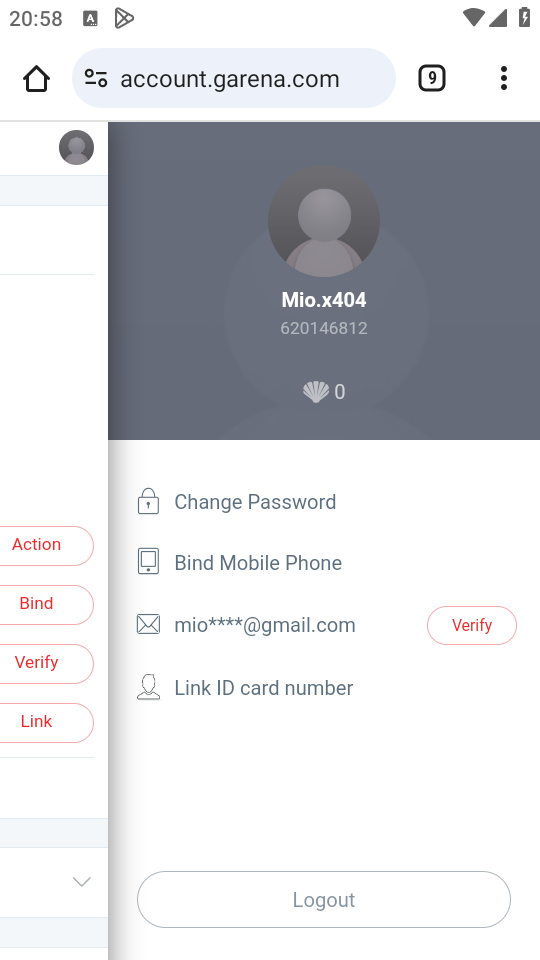 20:58
A
account.garena.com
9
Mio.x404
620146812
0
Change Password
Bind Mobile Phone
mio****@gmail.com
Verify
Link ID card number
Logout
Action
Bind
Verify
Link